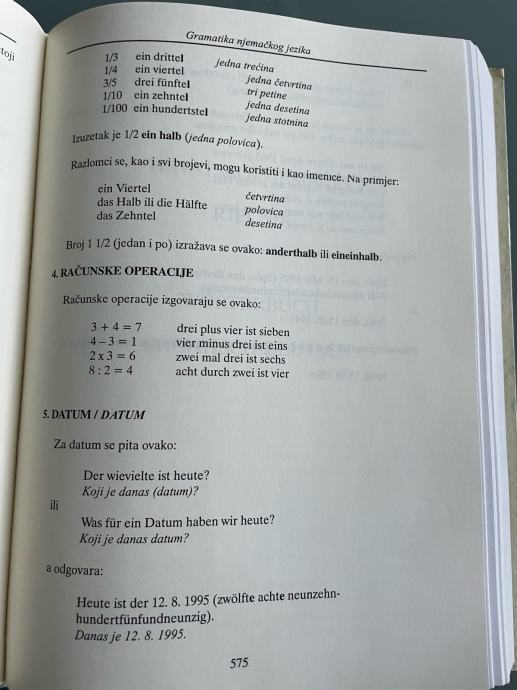 toji
Gramatika njemačkog jezika
1/3 ein drittel jedna trećina
1/4 ein viertel jedna četvrtina
3/5 drei fünftel tri petine
1/10 ein zehntel jedna desetina
1/100 ein hundertstel jedna stotnina
Izuzetak je 1/2 ein halb (jedna polovica).
Razlomci se, kao i svi brojevi, mogu koristiti i kao imenice. Na primjer:
ein Viertel četvrtina
das Halb ili die Hälfte polovica
das Zehntel desetina
Broj 1 1/2 (jedan i po) izražava se ovako: anderthalb ili eineinhalb.
4. RAČUNSKE OPERACIJE
Računske operacije izgovaraju se ovako:
3 + 4 = 7 drei plus vier ist sieben
4 – 3 = 1 vier minus drei ist eins
2 x 3 = 6 zwei mal drei ist sechs
8 : 2 = 4 acht durch zwei ist vier
5. DATUM / DATUM
Za datum se pita ovako:
Der wievielte ist heute?
Koji je danas (datum)?
ili
Was für ein Datum haben wir heute?
Koji je danas datum?
a odgovara:
Heute ist der 12. 8. 1995 (zwölfte achte neunzehn-
hundertfünfundneunzig).
Danas je 12. 8. 1995.
575